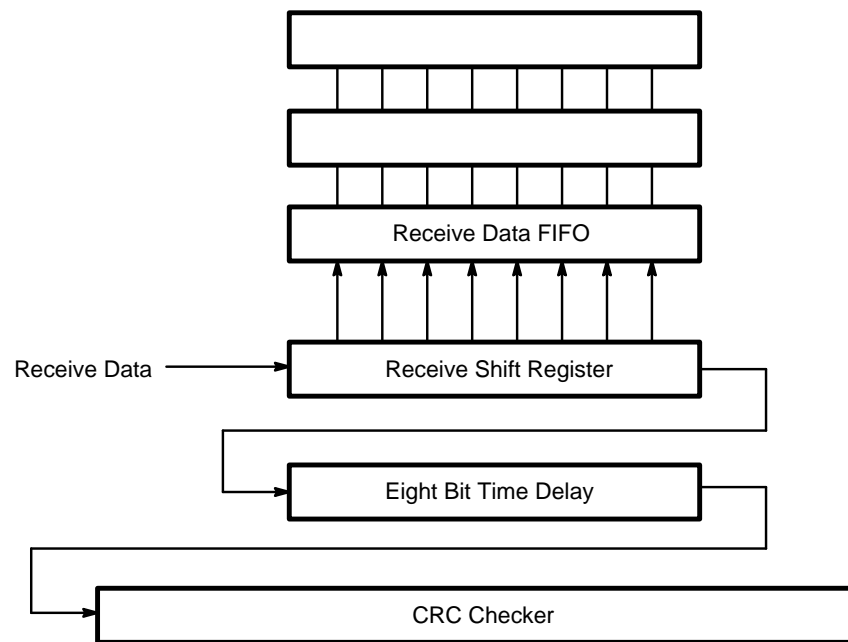 Receive Data FIFO
Receive Data
Receive Shift Register
Eight Bit Time Delay
CRC Checker